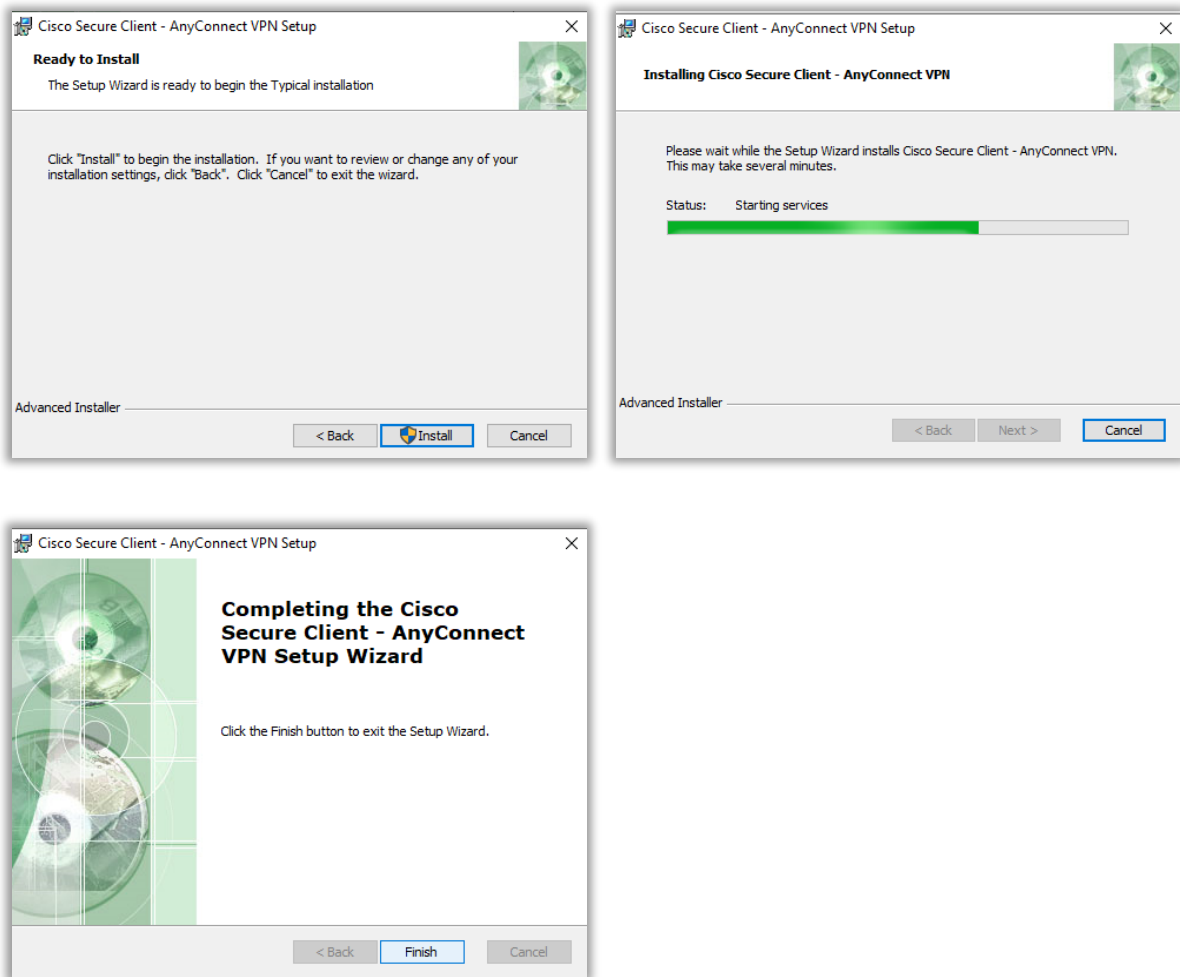 Cisco Secure Client - AnyConnect VPN Setup
Ready to Install
The Setup Wizard is ready to begin the Typical installation
Click "Install" to begin the installation.  If you want to review or change any of your
installation settings, click "Back".  Click "Cancel" to exit the wizard.
Advanced Installer
< Back
Install
Cancel
Cisco Secure Client - AnyConnect VPN Setup
Installing Cisco Secure Client - AnyConnect VPN
Please wait while the Setup Wizard installs Cisco Secure Client - AnyConnect VPN.
This may take several minutes.
Status: Starting services
Advanced Installer
< Back
Next >
Cancel
Cisco Secure Client - AnyConnect VPN Setup
Completing the Cisco
Secure Client - AnyConnect
VPN Setup Wizard
Click the Finish button to exit the Setup Wizard.
< Back
Finish
Cancel